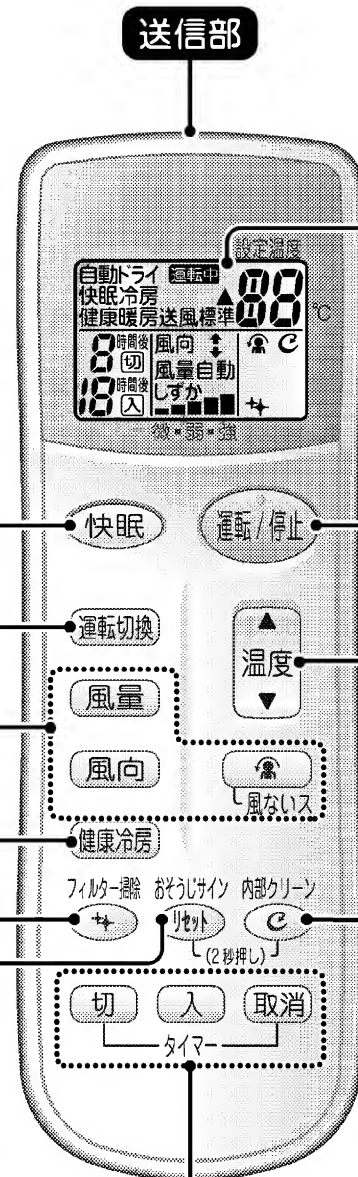 送信部
設定温度
自動ドライ 運転中 88
快眠冷房 ▲ ℃
健康暖房送風標準
8時間後 切 風向
風量自動
18時間後 入 しずか
微・弱・強
快眠
運転/停止
運転切換
▲
温度
▼
風量
風向
風ないス
健康冷房
フィルター掃除 おそうじサイン 内部クリーン
リセット
(2秒押し)
切 入 取消
タイマー